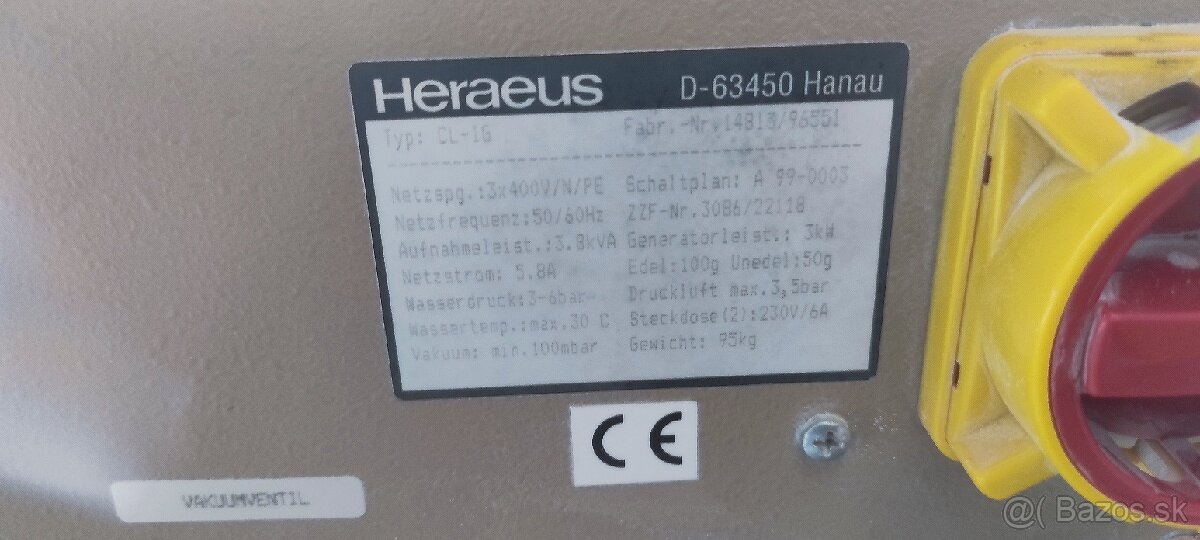 Heraeus D-63450 Hanau
Typ: CL-IG Fabr.-Nr.14813/96551
Netzspg.:3x400V/N/PE Schaltplan: A 99-0003
Netzfrequenz:50/60Hz ZZF-Nr.3086/22118
Aufnahmeleist.:3.8kVA Generatorleist.: 3kW
Netzstrom: 5.8A Edel:100g Unedel:50g
Wasserdruck:3-6bar Druckluft max.3,5bar
Wassertemp.:max.30 C Steckdose(2):230V/6A
Vakuum: min.100mbar Gewicht: 95kg
CE
VAKUUMVENTIL
@( Bazos.sk